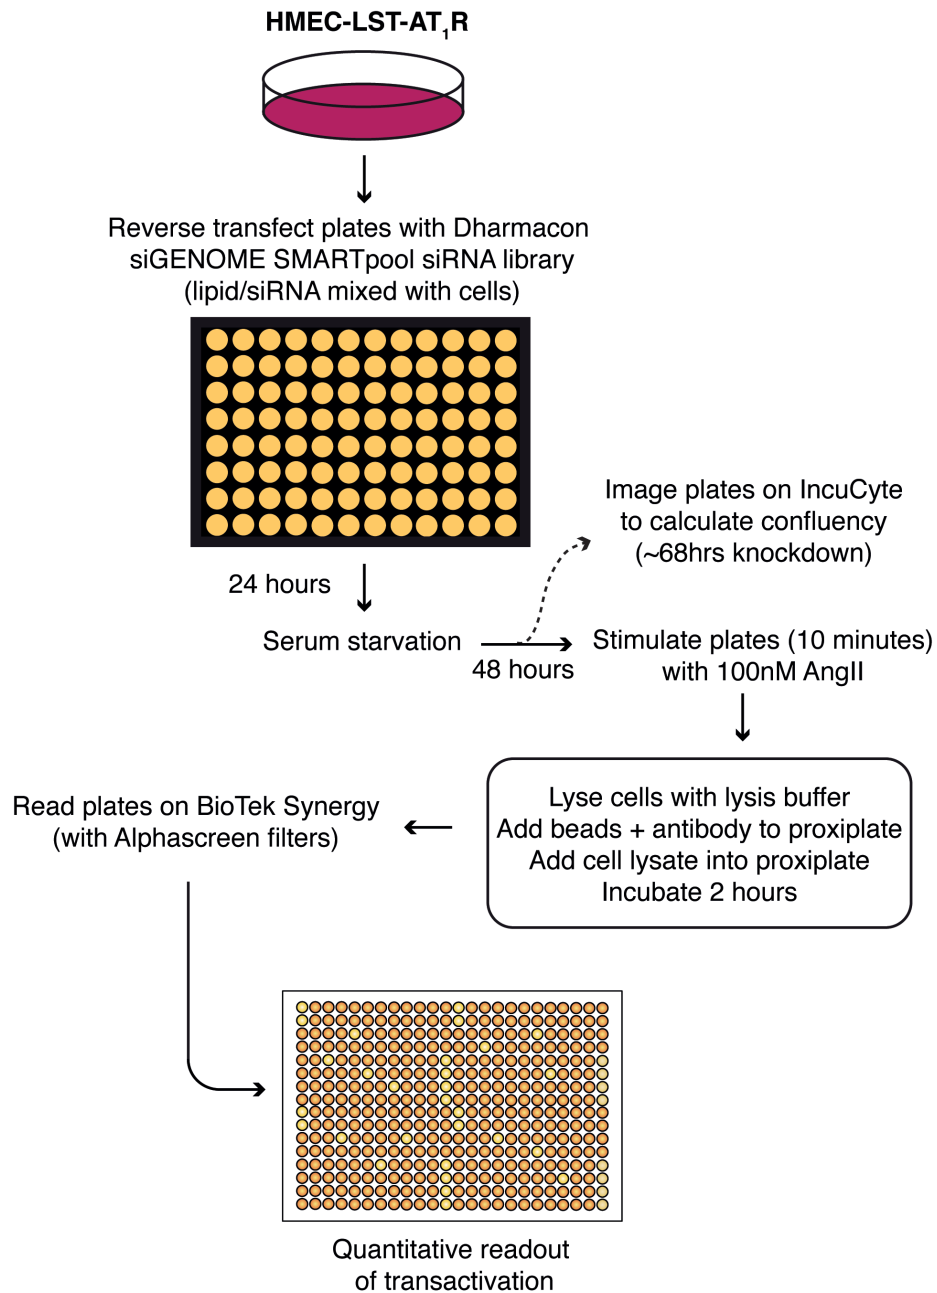 HMEC-LST-AT₁R
Reverse transfect plates with Dharmacon
siGENOME SMARTpool siRNA library
(lipid/siRNA mixed with cells)
Image plates on IncuCyte
to calculate confluency
(~68hrs knockdown)
24 hours
Serum starvation
48 hours
Stimulate plates (10 minutes)
with 100nM AngII
Lyse cells with lysis buffer
Add beads + antibody to proxiplate
Add cell lysate into proxiplate
Incubate 2 hours
Read plates on BioTek Synergy
(with Alphascreen filters)
Quantitative readout
of transactivation